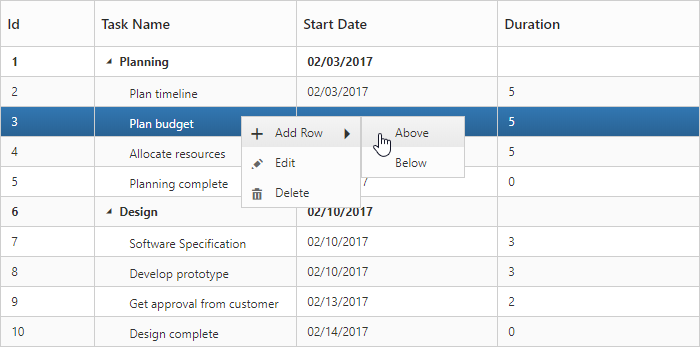 Id Task Name Start Date Duration
1 Planning 02/03/2017
2 Plan timeline 02/03/2017 5
3 Plan budget 5
Add Row Above
4 Allocate resources 5
Edit Below
5 Planning complete 7 0
Delete
6 Design 02/10/2017
7 Software Specification 02/10/2017 3
8 Develop prototype 02/10/2017 3
9 Get approval from customer 02/13/2017 2
10 Design complete 02/14/2017 0